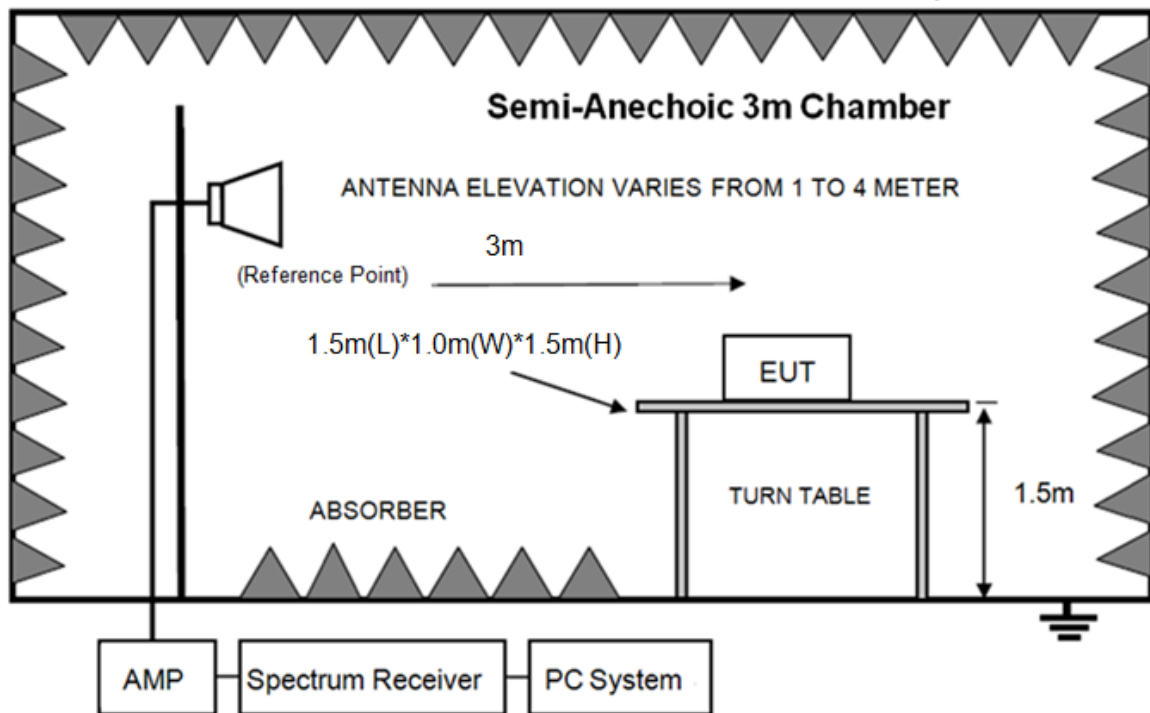 Semi-Anechoic 3m Chamber
ANTENNA ELEVATION VARIES FROM 1 TO 4 METER
3m
(Reference Point)
1.5m(L)*1.0m(W)*1.5m(H)
EUT
TURN TABLE
1.5m
ABSORBER
AMP
Spectrum Receiver
PC System